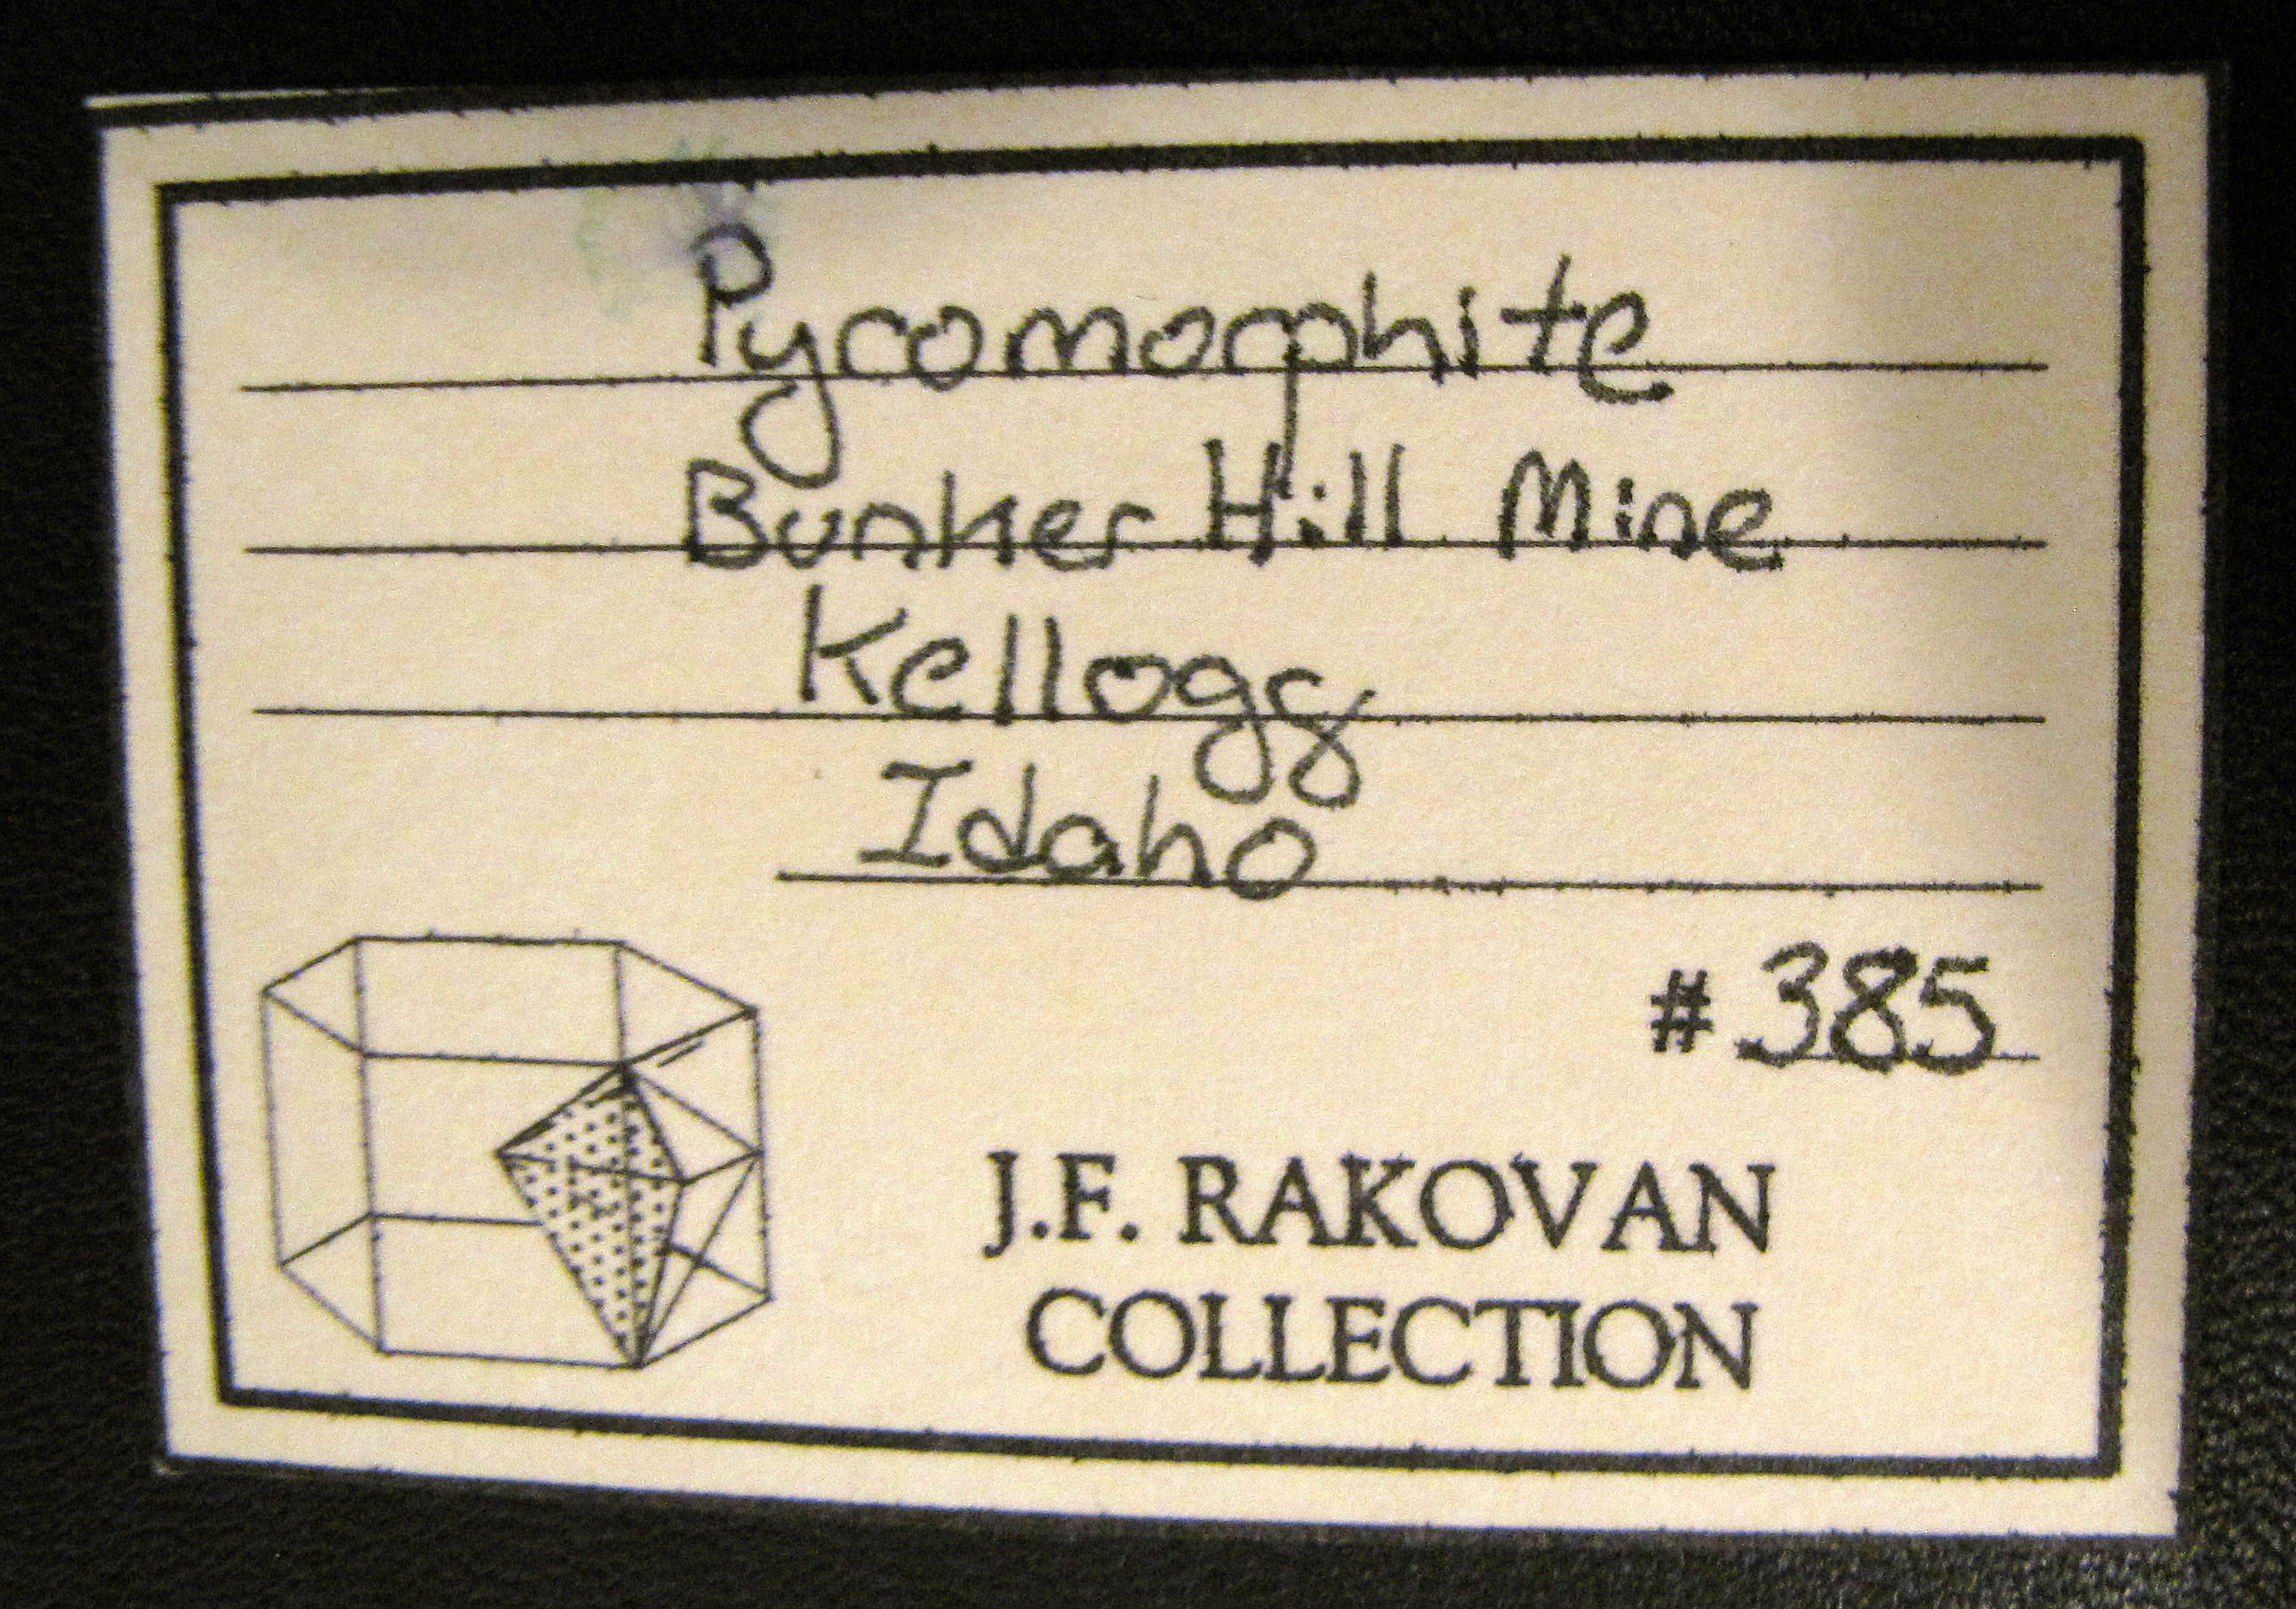 Pyromorphite
Bunker Hill Mine
Kellogg
Idaho
# 385
J.F. RAKOVAN
COLLECTION